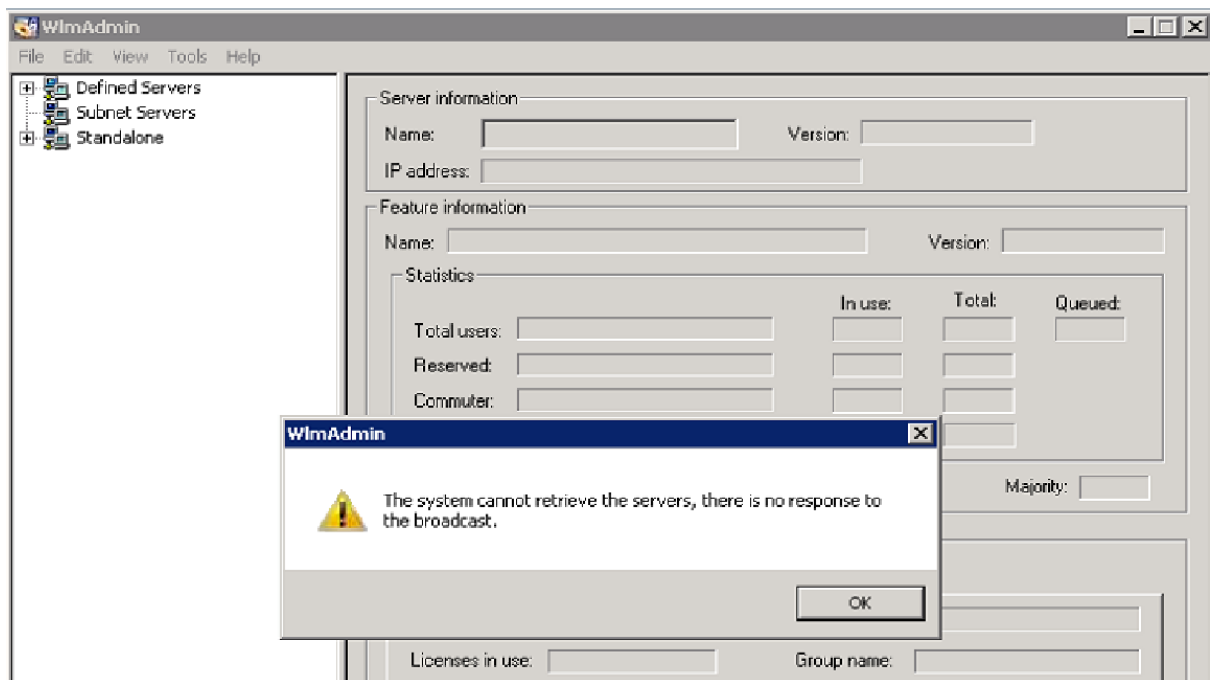 WlmAdmin
File Edit View Tools Help
Defined Servers
Subnet Servers
Standalone
Server information
Name: Version:
IP address:
Feature information
Name: Version:
Statistics
In use: Total: Queued:
Total users:
Reserved:
Commuter:
Majority:
WlmAdmin
The system cannot retrieve the servers, there is no response to
the broadcast.
OK
Licenses in use: Group name: